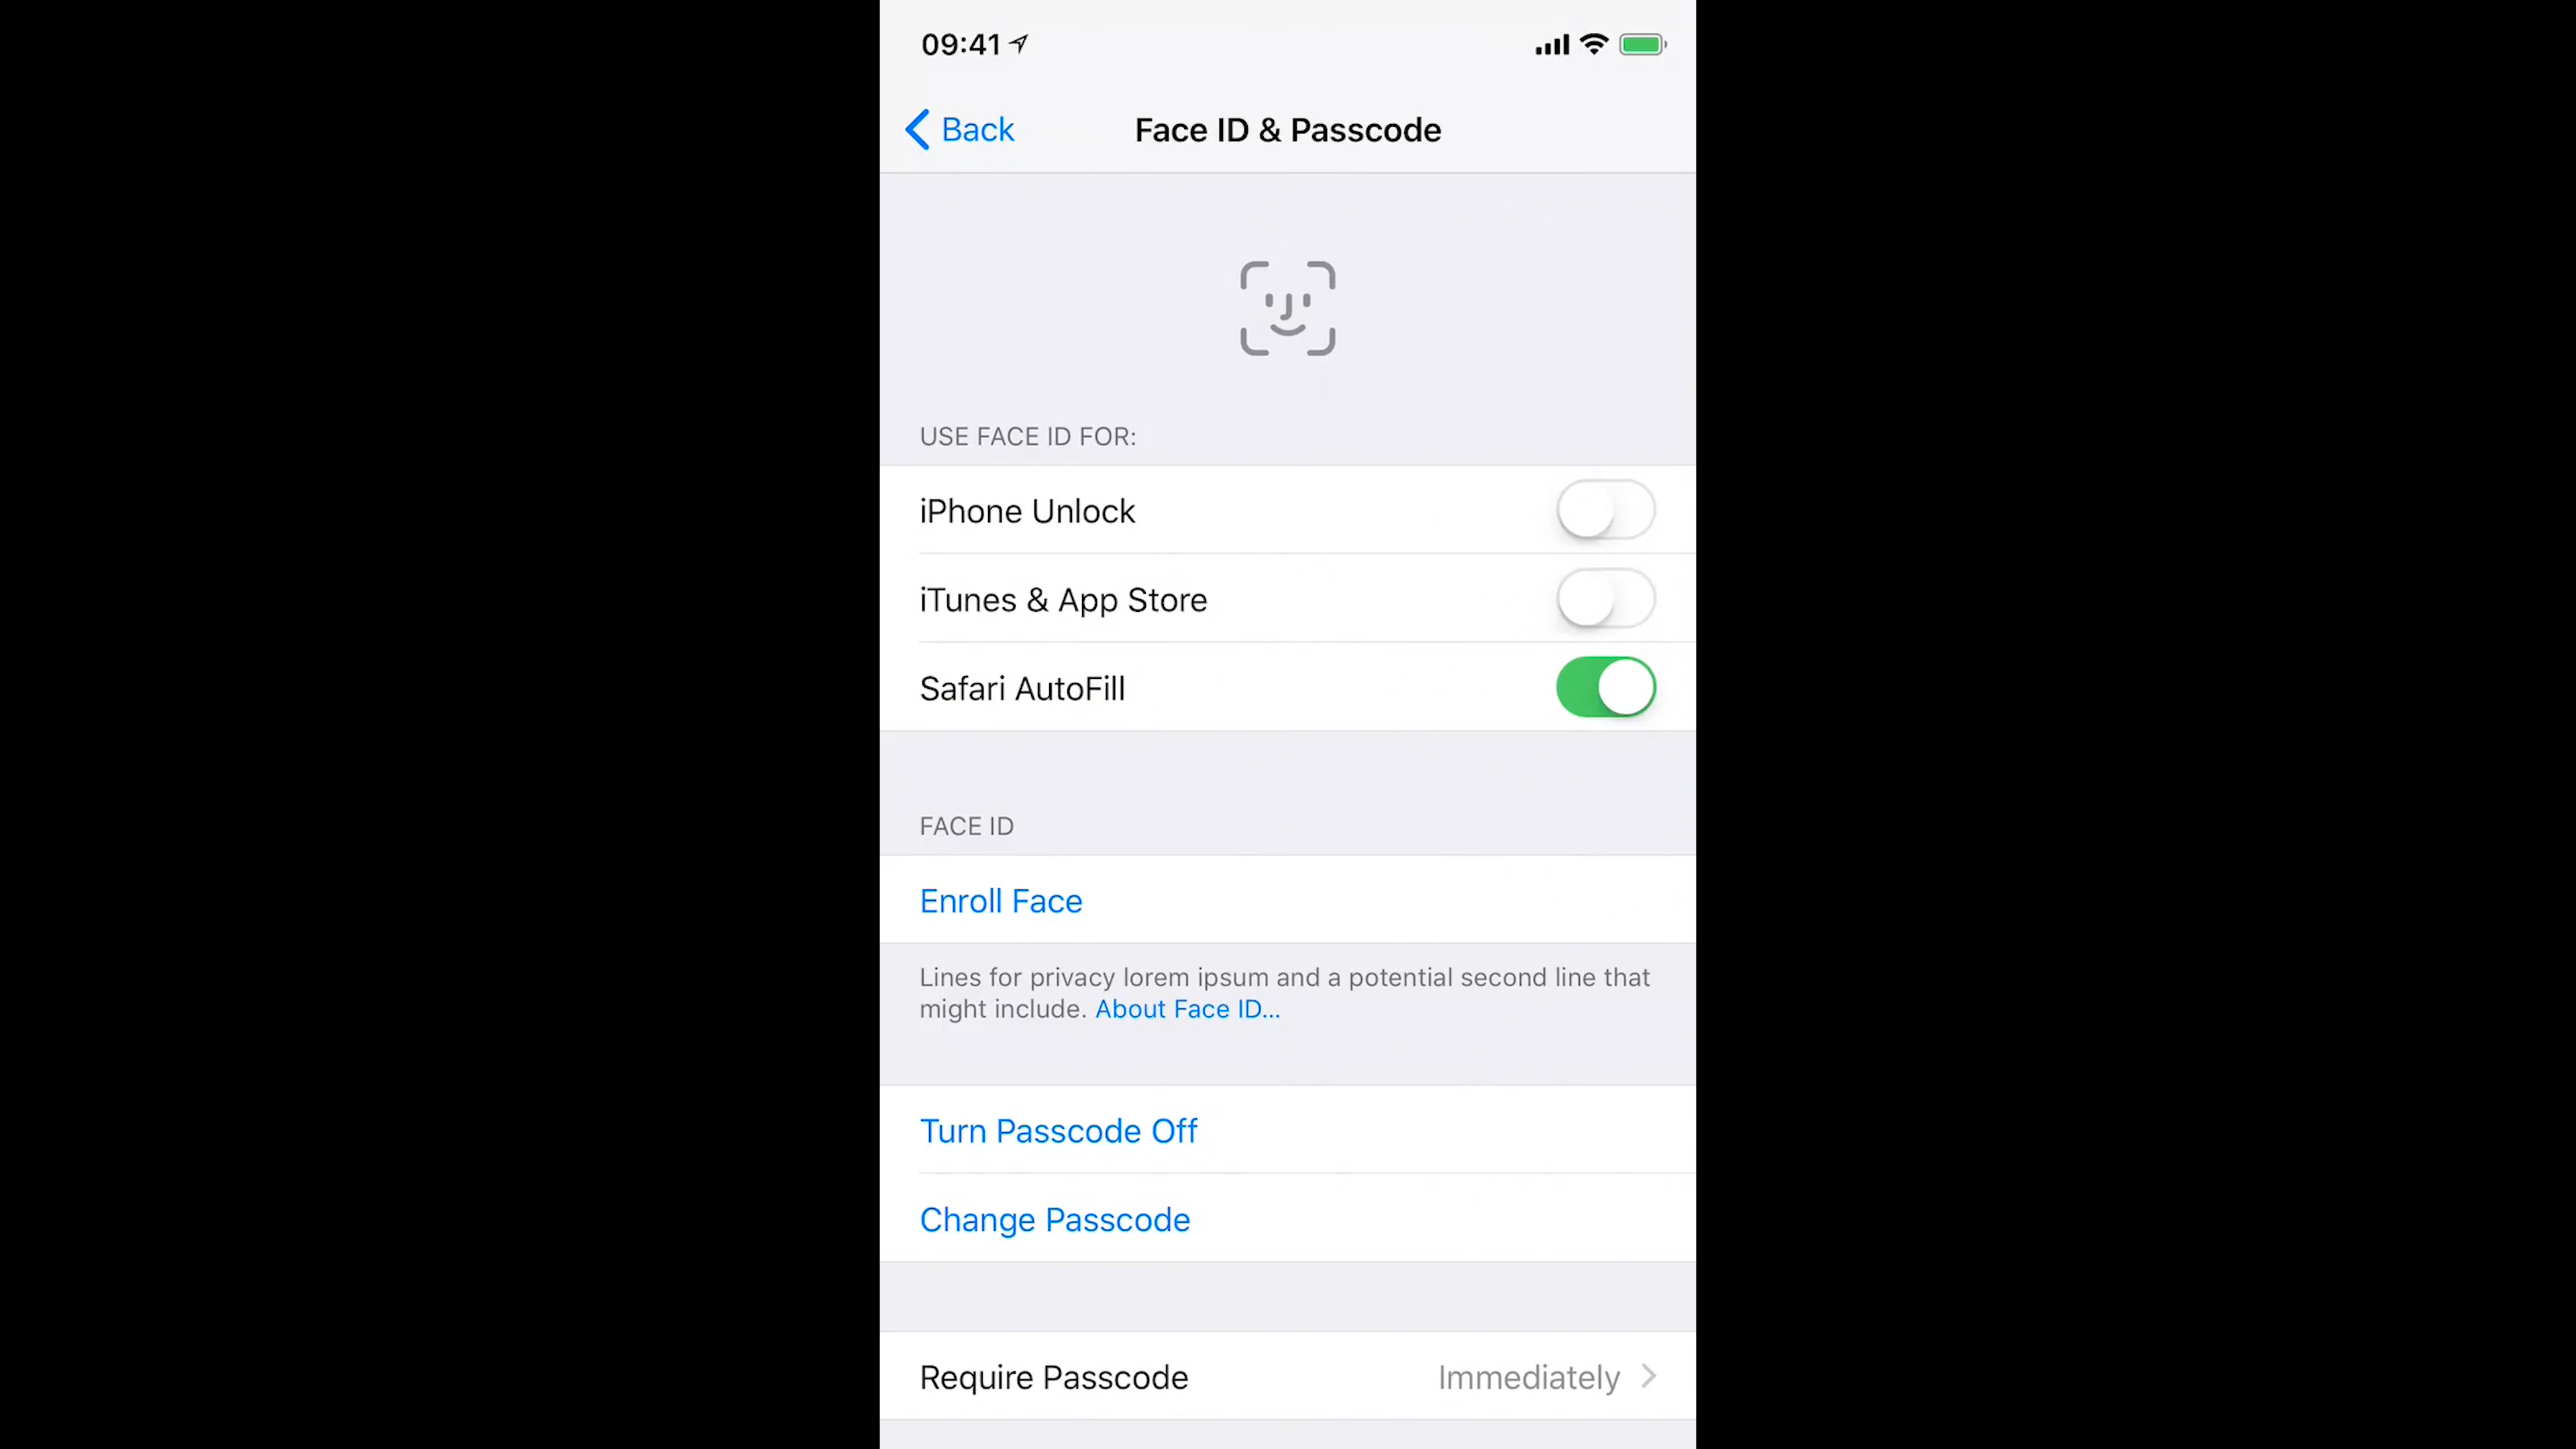 09:41
Back
Face ID & Passcode
USE FACE ID FOR:
iPhone Unlock
iTunes & App Store
Safari AutoFill
FACE ID
Enroll Face
Lines for privacy lorem ipsum and a potential second line that
might include. About Face ID...
Turn Passcode Off
Change Passcode
Require Passcode Immediately